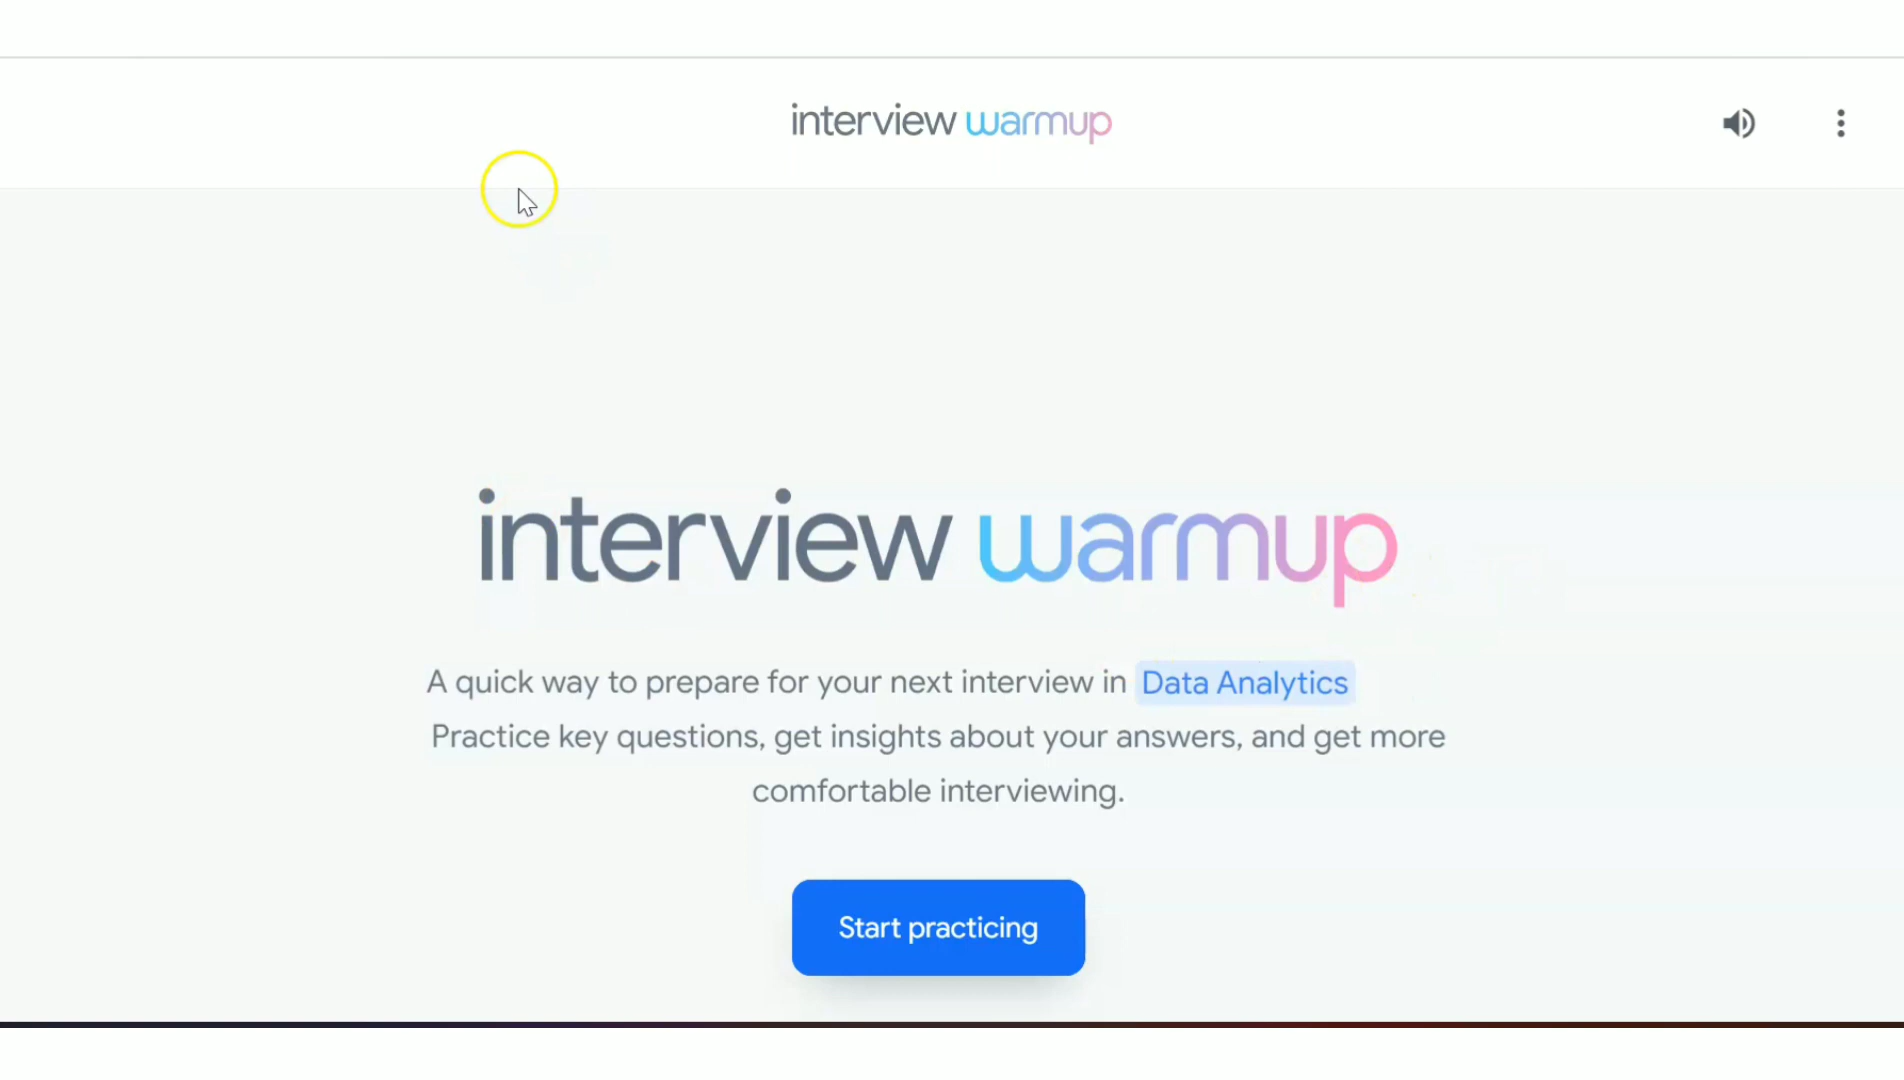 interview warmup
interview warmup
A quick way to prepare for your next interview in Data Analytics
Practice key questions, get insights about your answers, and get more
comfortable interviewing.
Start practicing